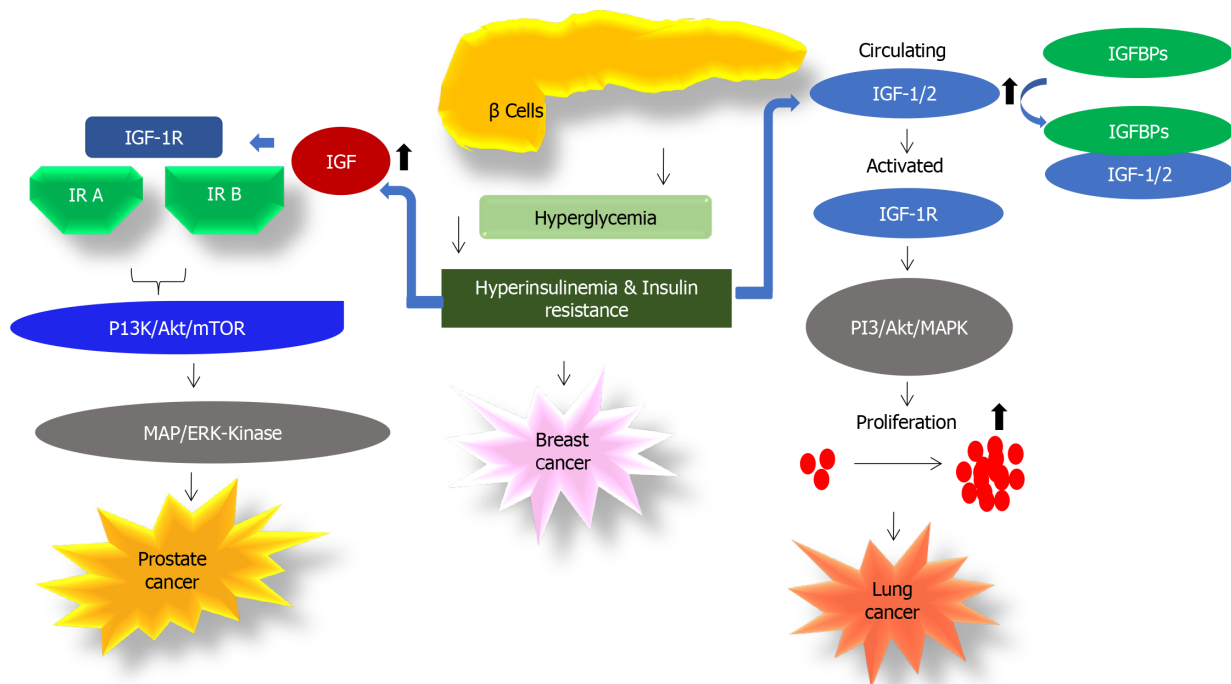 β Cells
Hyperglycemia
Hyperinsulinemia & Insulin
resistance
IGF
IGF-1R
IR A
IR B
P13K/Akt/mTOR
MAP/ERK-Kinase
Prostate
cancer
Breast
cancer
Circulating
IGF-1/2
IGFBPs
IGFBPs
IGF-1/2
Activated
IGF-1R
PI3/Akt/MAPK
Proliferation
Lung
cancer